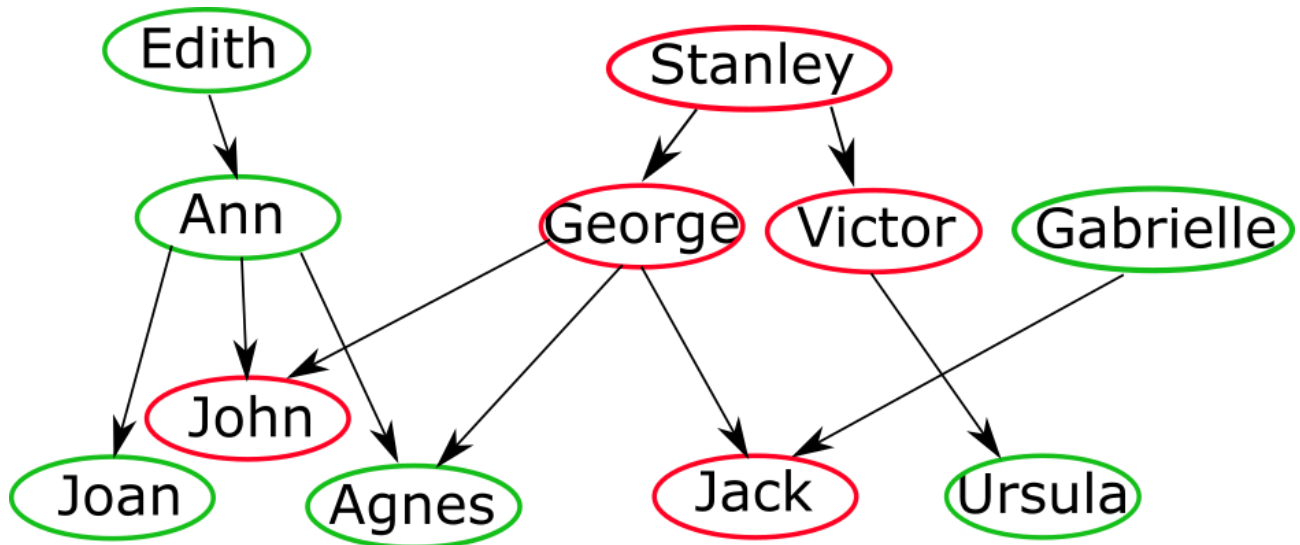 Edith
Stanley
Ann
George
Victor
Gabrielle
John
Joan
Agnes
Jack
Ursula